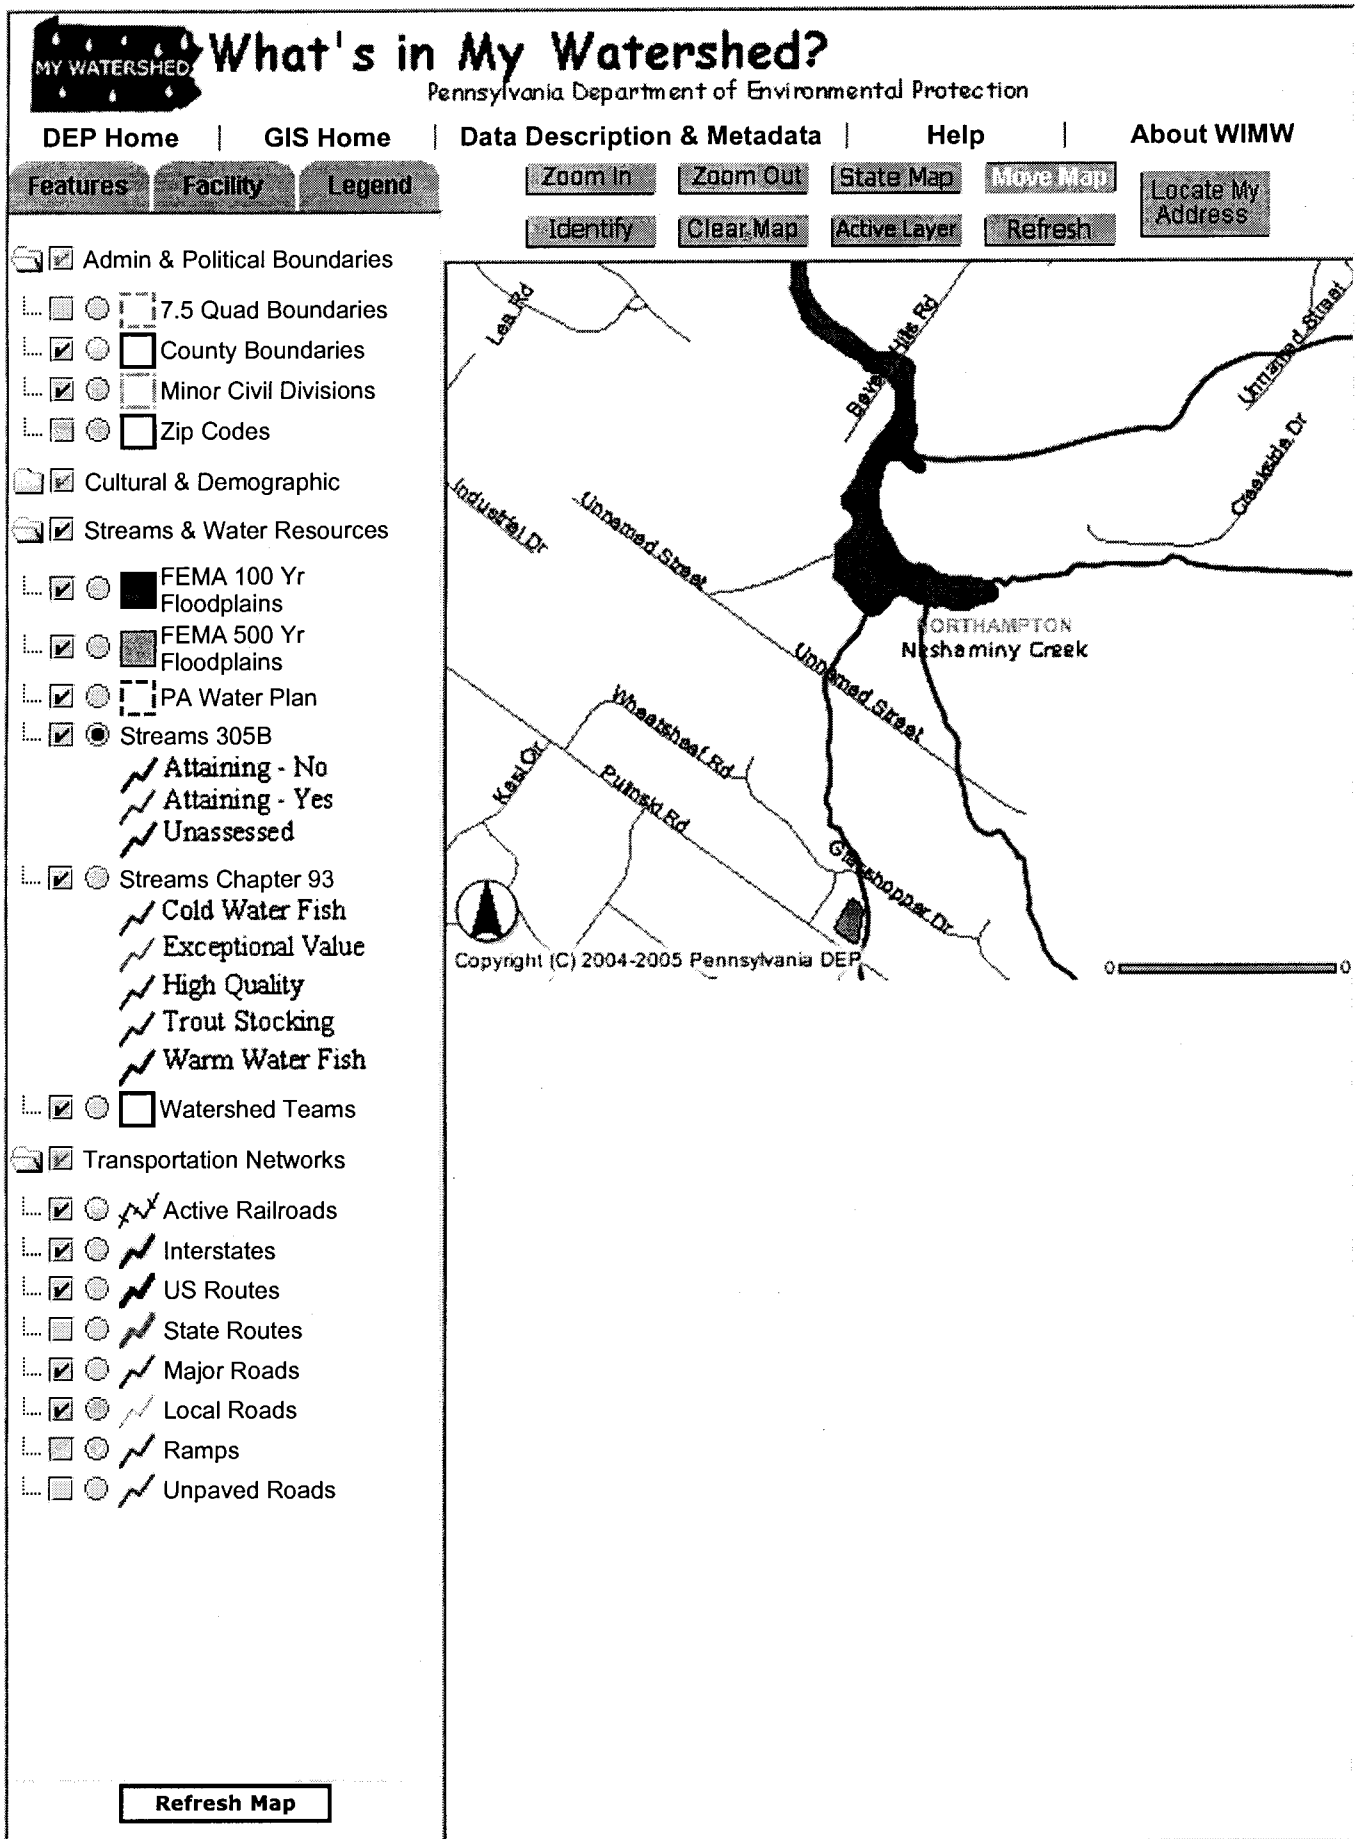 MY WATERSHED
What's in My Watershed?
Pennsylvania Department of Environmental Protection
DEP Home | GIS Home | Data Description & Metadata | Help | About WIMW
Features Facility Legend
Zoom In Zoom Out State Map Move Map
Locate My
Address
Identify Clear Map Active Layer Refresh
Admin & Political Boundaries
7.5 Quad Boundaries
County Boundaries
Minor Civil Divisions
Zip Codes
Cultural & Demographic
Streams & Water Resources
FEMA 100 Yr
Floodplains
FEMA 500 Yr
Floodplains
PA Water Plan
Streams 305B
Attaining - No
Attaining - Yes
Unassessed
Streams Chapter 93
Cold Water Fish
Exceptional Value
High Quality
Trout Stocking
Warm Water Fish
Watershed Teams
Transportation Networks
Active Railroads
Interstates
US Routes
State Routes
Major Roads
Local Roads
Ramps
Unpaved Roads
Refresh Map
Lea Rd
Hills Rd
Unnamed Street
Creekside Dr
Industrial Dr
Unnamed Street
NORTHAMPTON
Neshaminy Creek
Unnamed Street
Wheatsheaf Rd
Kasi Dr
Pulinski Rd
Grasshopper Dr
Copyright (C) 2004-2005 Pennsylvania DEP
0 0